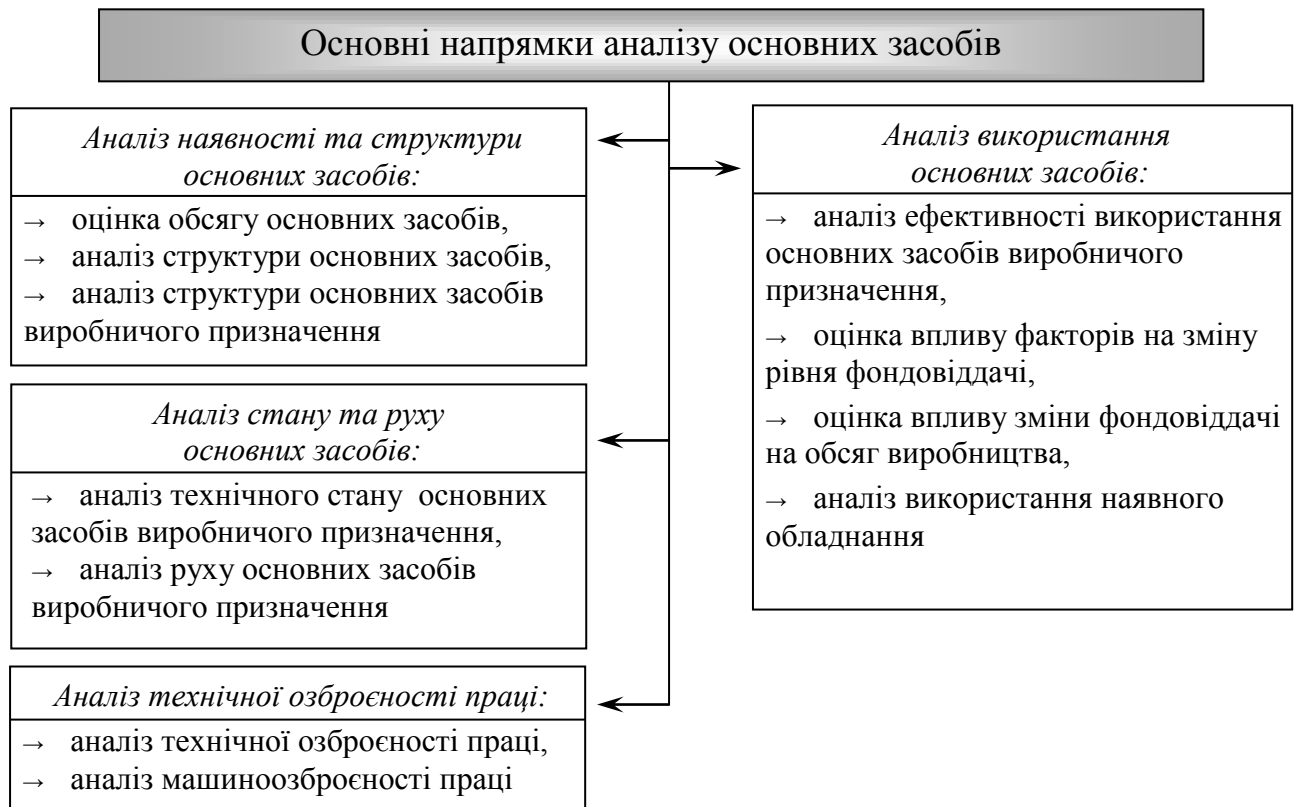 Основні напрямки аналізу основних засобів
Аналіз наявності та структури
основних засобів:
→ оцінка обсягу основних засобів,
→ аналіз структури основних засобів,
→ аналіз структури основних засобів
виробничого призначення
Аналіз стану та руху
основних засобів:
→ аналіз технічного стану основних
засобів виробничого призначення,
→ аналіз руху основних засобів
виробничого призначення
Аналіз технічної озброєності праці:
→ аналіз технічної озброєності праці,
→ аналіз машиноозброєності праці
Аналіз використання
основних засобів:
→ аналіз ефективності використання
основних засобів виробничого
призначення,
→ оцінка впливу факторів на зміну
рівня фондовіддачі,
→ оцінка впливу зміни фондовіддачі
на обсяг виробництва,
→ аналіз використання наявного
обладнання